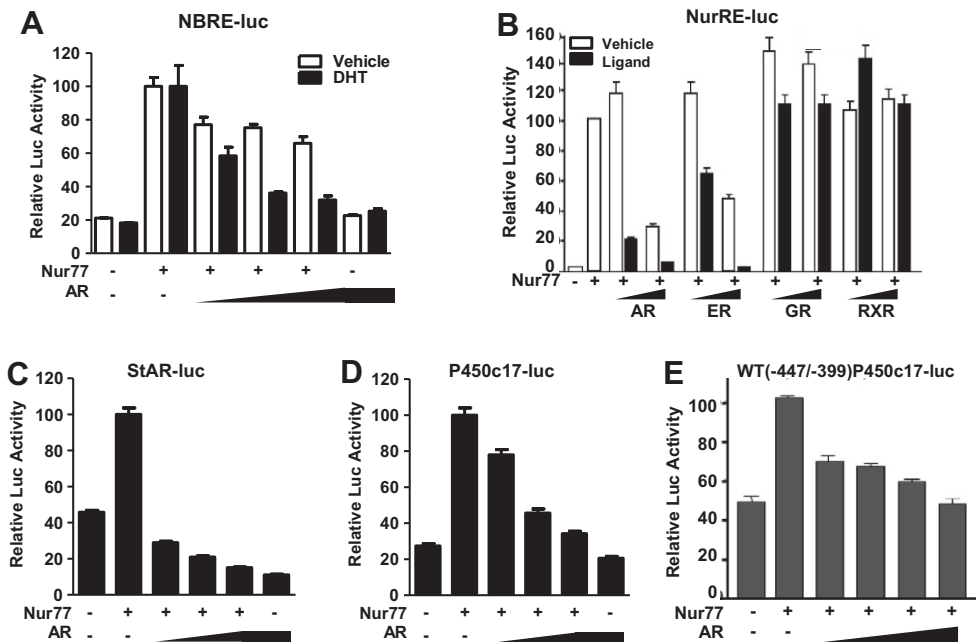 A
NBRE-luc
Vehicle
DHT
Relative Luc Activity
120
100
80
60
40
20
0
Nur77 - + + + + -
AR - -
B
NurRE-luc
Vehicle
Ligand
Relative Luc Activity
160
140
120
100
80
60
40
20
0
Nur77 - + + + + + + + + +
AR ER GR RXR
C
StAR-luc
Relative Luc Activity
120
100
80
60
40
20
0
Nur77 - + + + + -
AR - -
D
P450c17-luc
Relative Luc Activity
120
100
80
60
40
20
0
Nur77 - + + + + -
AR - -
E
WT(-447/-399)P450c17-luc
Relative Luc Activity
100
80
60
40
20
0
Nur77 - + + + + +
AR - -